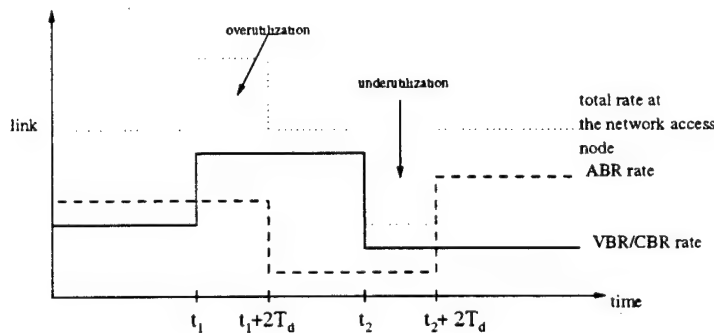 overutilization
underutilization
total rate at
the network access
node
link
ABR rate
VBR/CBR rate
time
t1
t1+2Td
t2
t2+ 2Td